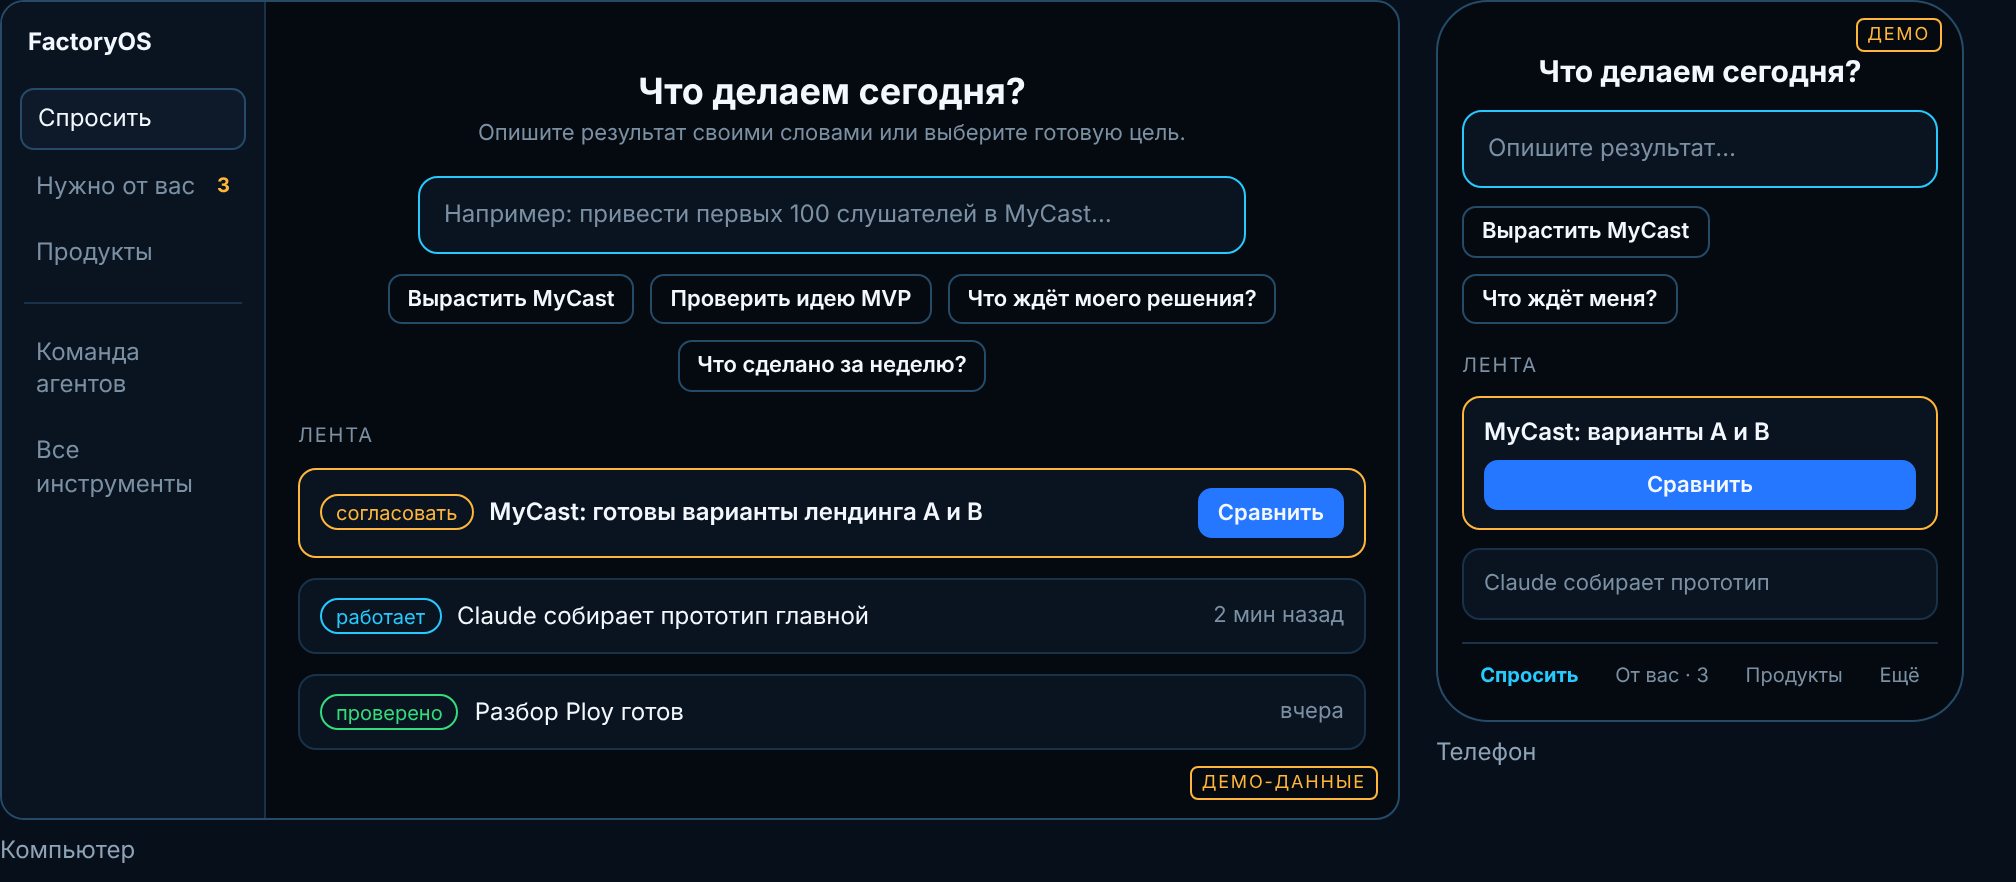 FactoryOS
Спросить
Нужно от вас 3
Продукты
Команда
агентов
Все
инструменты
Что делаем сегодня?
Опишите результат своими словами или выберите готовую цель.
Например: привести первых 100 слушателей в MyCast...
Вырастить MyCast
Проверить идею MVP
Что ждёт моего решения?
Что сделано за неделю?
ЛЕНТА
согласовать MyCast: готовы варианты лендинга A и B Сравнить
работает Claude собирает прототип главной 2 мин назад
проверено Разбор Ploy готов вчера
ДЕМО-ДАННЫЕ
Компьютер
ДЕМО
Что делаем сегодня?
Опишите результат...
Вырастить MyCast
Что ждёт меня?
ЛЕНТА
MyCast: варианты A и B
Сравнить
Claude собирает прототип
Спросить От вас · 3 Продукты Ещё
Телефон